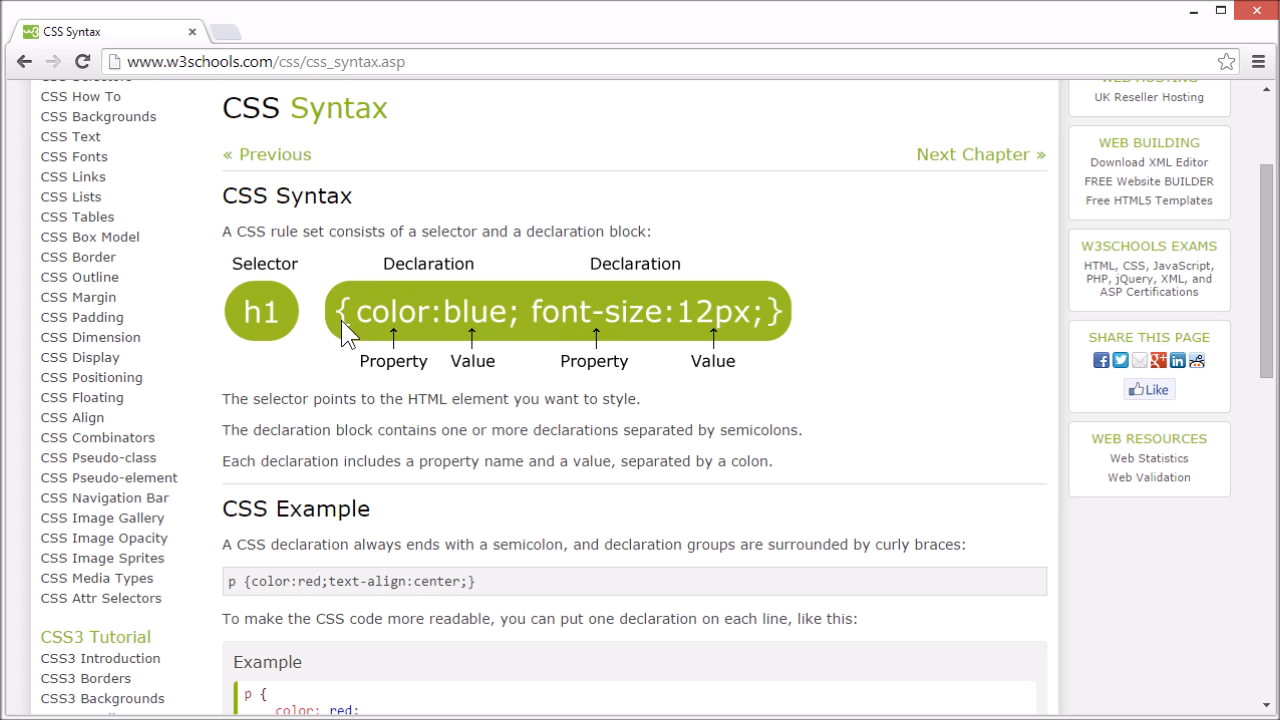 CSS Syntax
www.w3schools.com/css/css_syntax.asp
CSS How To
CSS Backgrounds
CSS Text
CSS Fonts
CSS Links
CSS Lists
CSS Tables
CSS Box Model
CSS Border
CSS Outline
CSS Margin
CSS Padding
CSS Dimension
CSS Display
CSS Positioning
CSS Floating
CSS Align
CSS Combinators
CSS Pseudo-class
CSS Pseudo-element
CSS Navigation Bar
CSS Image Gallery
CSS Image Opacity
CSS Image Sprites
CSS Media Types
CSS Attr Selectors
CSS3 Tutorial
CSS3 Introduction
CSS3 Borders
CSS3 Backgrounds
CSS Syntax
« Previous
Next Chapter »
CSS Syntax
A CSS rule set consists of a selector and a declaration block:
Selector Declaration Declaration
h1 { color:blue; font-size:12px; }
Property Value Property Value
The selector points to the HTML element you want to style.
The declaration block contains one or more declarations separated by semicolons.
Each declaration includes a property name and a value, separated by a colon.
CSS Example
A CSS declaration always ends with a semicolon, and declaration groups are surrounded by curly braces:
p {color:red;text-align:center;}
To make the CSS code more readable, you can put one declaration on each line, like this:
Example
p {
color: red;
WEB HOSTING
UK Reseller Hosting
WEB BUILDING
Download XML Editor
FREE Website BUILDER
Free HTML5 Templates
W3SCHOOLS EXAMS
HTML, CSS, JavaScript,
PHP, jQuery, XML, and
ASP Certifications
SHARE THIS PAGE
Like
WEB RESOURCES
Web Statistics
Web Validation